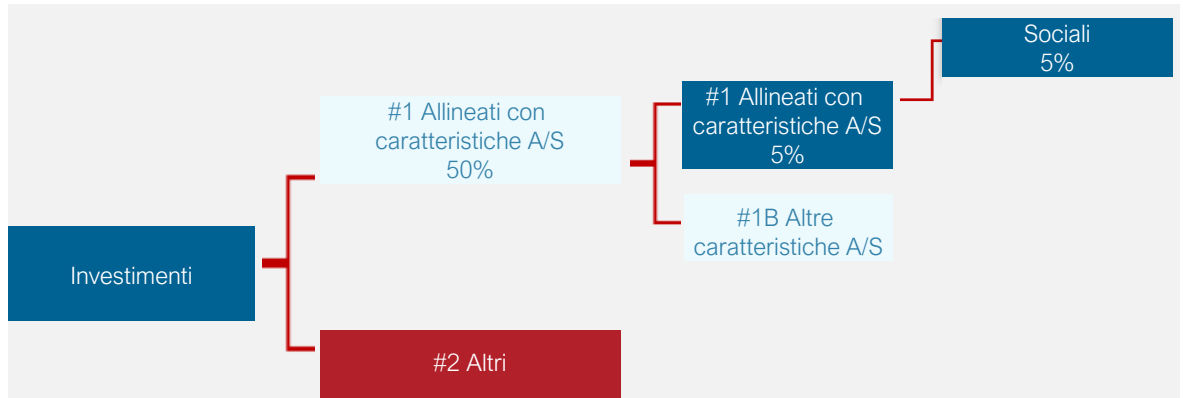 Sociali
5%
#1 Allineati con
caratteristiche A/S
50%
#1 Allineati con
caratteristiche A/S
5%
#1B Altre
caratteristiche A/S
Investimenti
#2 Altri